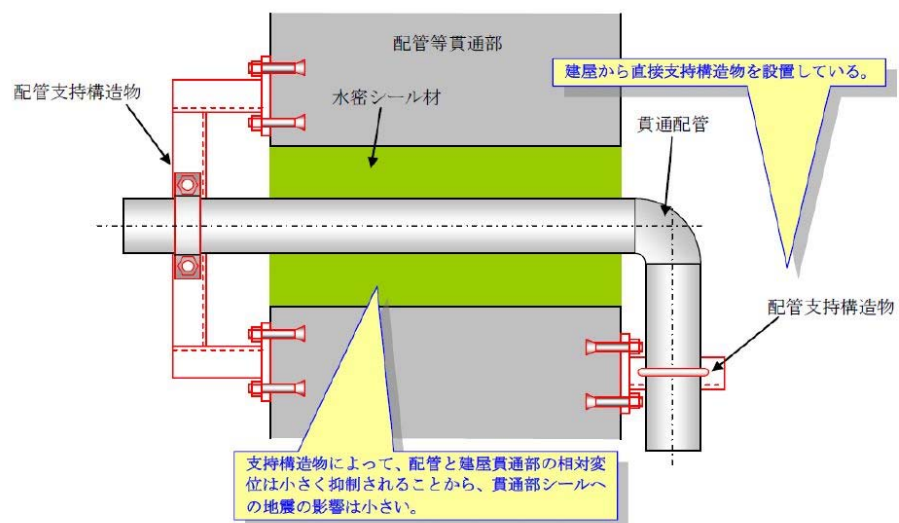 配管等貫通部
建屋から直接支持構造物を設置している。
配管支持構造物
水密シール材
貫通配管
配管支持構造物
支持構造物によって、配管と建屋貫通部の相対変
位は小さく抑制されることから、貫通部シールへ
の地震の影響は小さい。